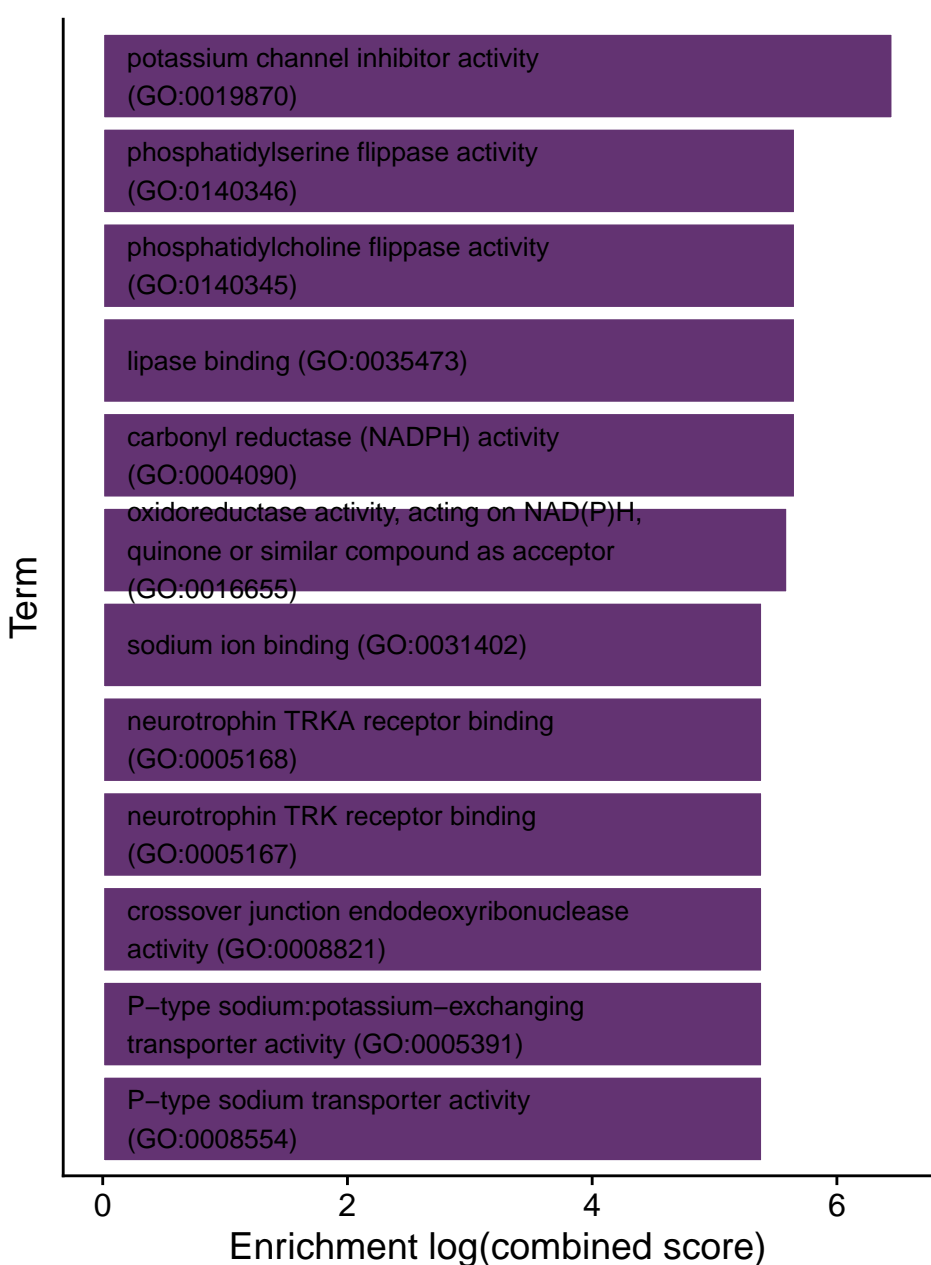 potassium channel inhibitor activity
(GO:0019870)
phosphatidylserine flippase activity
(GO:0140346)
phosphatidylcholine flippase activity
(GO:0140345)
lipase binding (GO:0035473)
carbonyl reductase (NADPH) activity
(GO:0004090)
oxidoreductase activity, acting on NAD(P)H,
quinone or similar compound as acceptor
(GO:0016655)
sodium ion binding (GO:0031402)
neurotrophin TRKA receptor binding
(GO:0005168)
neurotrophin TRK receptor binding
(GO:0005167)
crossover junction endodeoxyribonuclease
activity (GO:0008821)
P−type sodium:potassium−exchanging
transporter activity (GO:0005391)
P−type sodium transporter activity
(GO:0008554)
Term
0 2 4 6
Enrichment log(combined score)